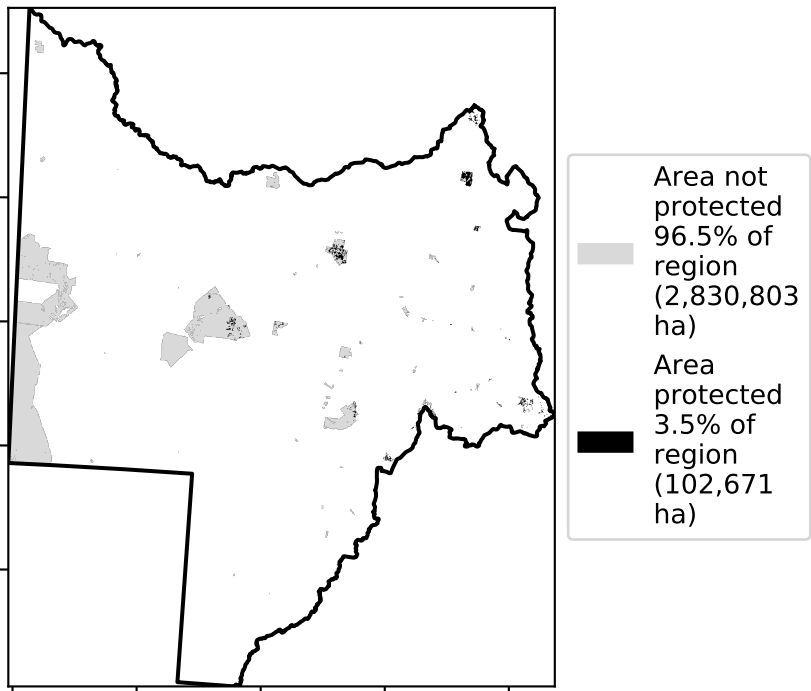 Area not
protected
96.5% of
region
(2,830,803
ha)
Area
protected
3.5% of
region
(102,671
ha)